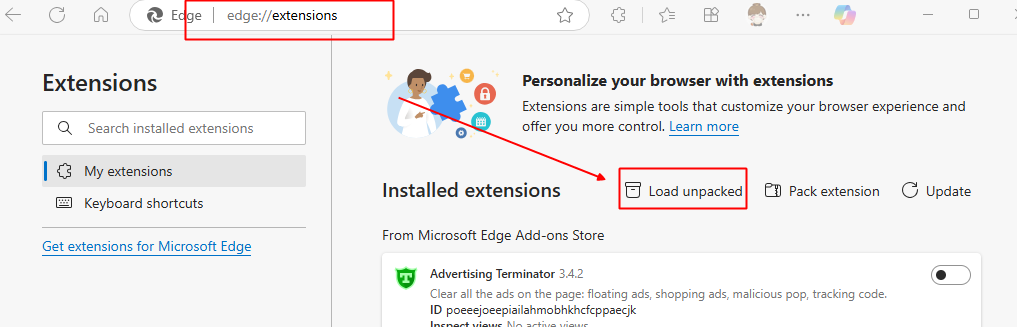 Edge edge://extensions
Extensions
Search installed extensions
My extensions
Keyboard shortcuts
Get extensions for Microsoft Edge
Personalize your browser with extensions
Extensions are simple tools that customize your browser experience and
offer you more control. Learn more
Installed extensions Load unpacked Pack extension Update
From Microsoft Edge Add-ons Store
Advertising Terminator 3.4.2
Clear all the ads on the page: floating ads, shopping ads, malicious pop, tracking code.
ID poeeejoeepiailahmobhkhcfcppaecjk
Inspect views No active views